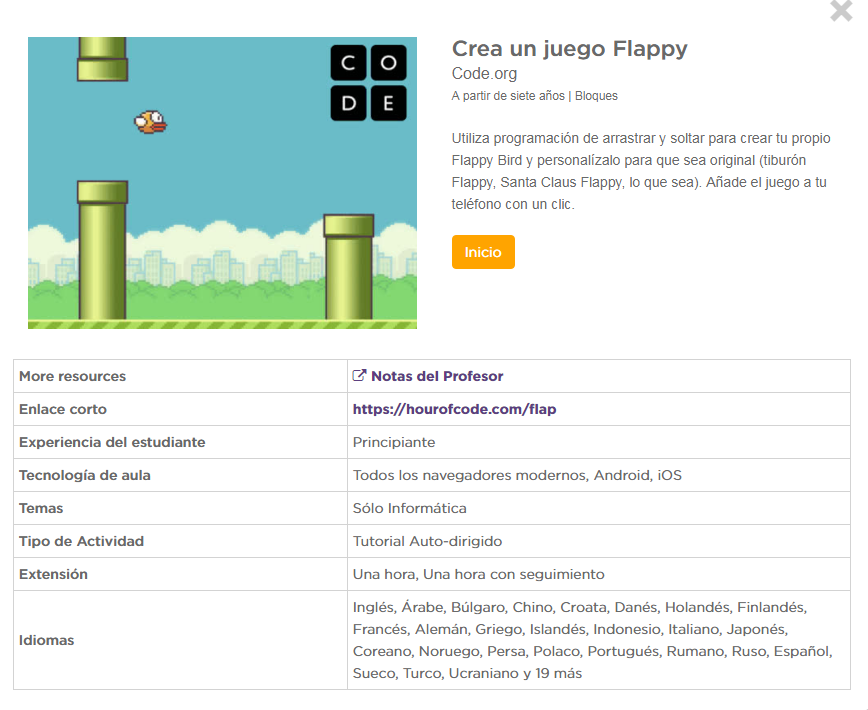 C O
D E
Crea un juego Flappy
Code.org
A partir de siete años | Bloques
Utiliza programación de arrastrar y soltar para crear tu propio
Flappy Bird y personalízalo para que sea original (tiburón
Flappy, Santa Claus Flappy, lo que sea). Añade el juego a tu
teléfono con un clic.
Inicio
More resources Notas del Profesor
Enlace corto https://hourofcode.com/flap
Experiencia del estudiante Principiante
Tecnología de aula Todos los navegadores modernos, Android, iOS
Temas Sólo Informática
Tipo de Actividad Tutorial Auto-dirigido
Extensión Una hora, Una hora con seguimiento
Idiomas
Inglés, Árabe, Búlgaro, Chino, Croata, Danés, Holandés, Finlandés,
Francés, Alemán, Griego, Islandés, Indonesio, Italiano, Japonés,
Coreano, Noruego, Persa, Polaco, Portugués, Rumano, Ruso, Español,
Sueco, Turco, Ucraniano y 19 más